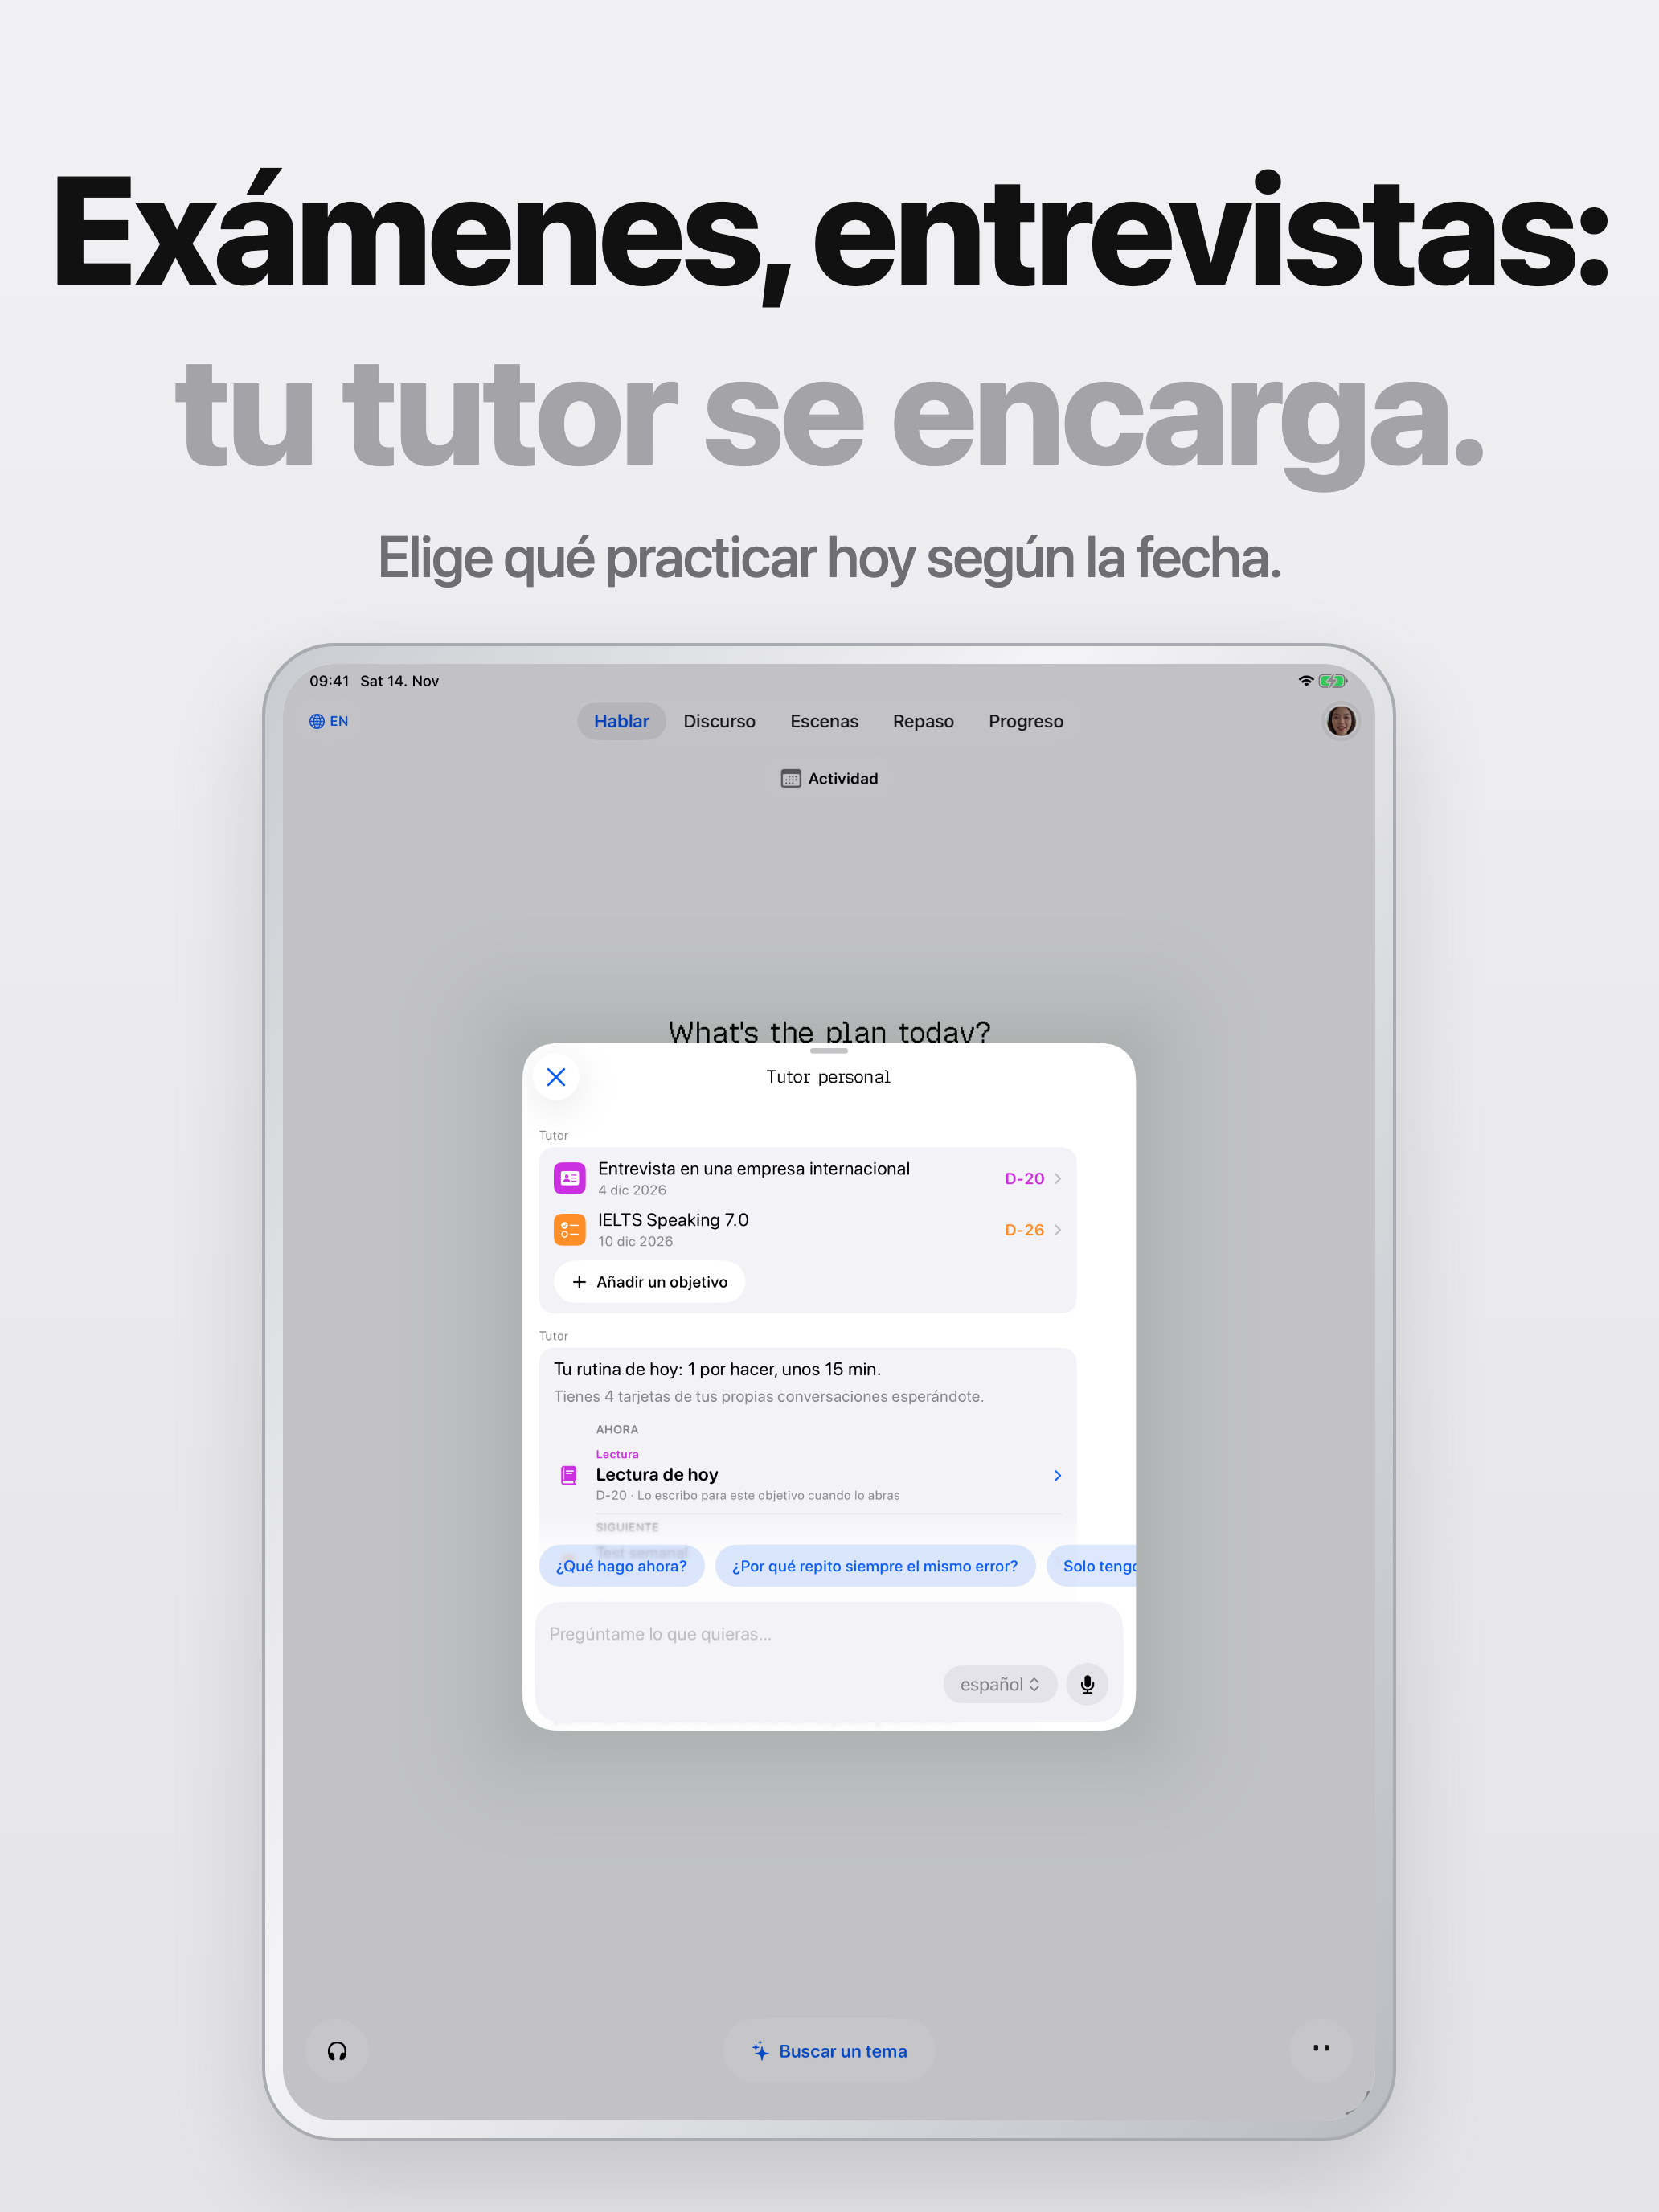 Exámenes, entrevistas:
tu tutor se encarga.
Elige qué practicar hoy según la fecha.
09:41 Sat 14. Nov
EN
Hablar
Discurso
Escenas
Repaso
Progreso
Actividad
What's the plan today?
Tutor personal
Tutor
Entrevista en una empresa internacional
4 dic 2026
D-20
IELTS Speaking 7.0
10 dic 2026
D-26
+ Añadir un objetivo
Tutor
Tu rutina de hoy: 1 por hacer, unos 15 min.
Tienes 4 tarjetas de tus propias conversaciones esperándote.
AHORA
Lectura
Lectura de hoy
D-20 · Lo escribo para este objetivo cuando lo abras
SIGUIENTE
Test semanal
¿Qué hago ahora?
¿Por qué repito siempre el mismo error?
Solo tengo
Pregúntame lo que quieras...
español
Buscar un tema